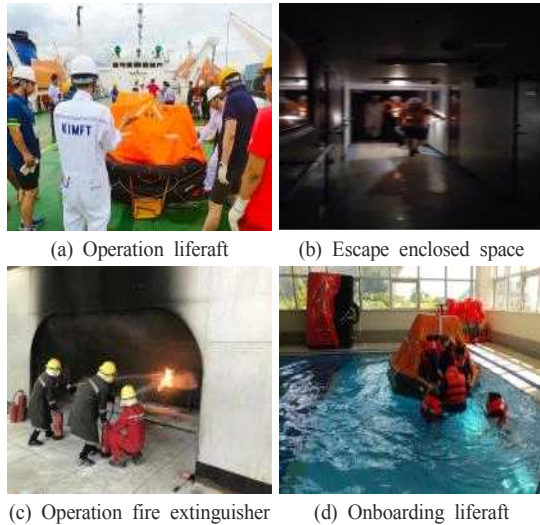 KIMFT
(a) Operation liferaft
(b) Escape enclosed space
(c) Operation fire extinguisher
(d) Onboarding liferaft